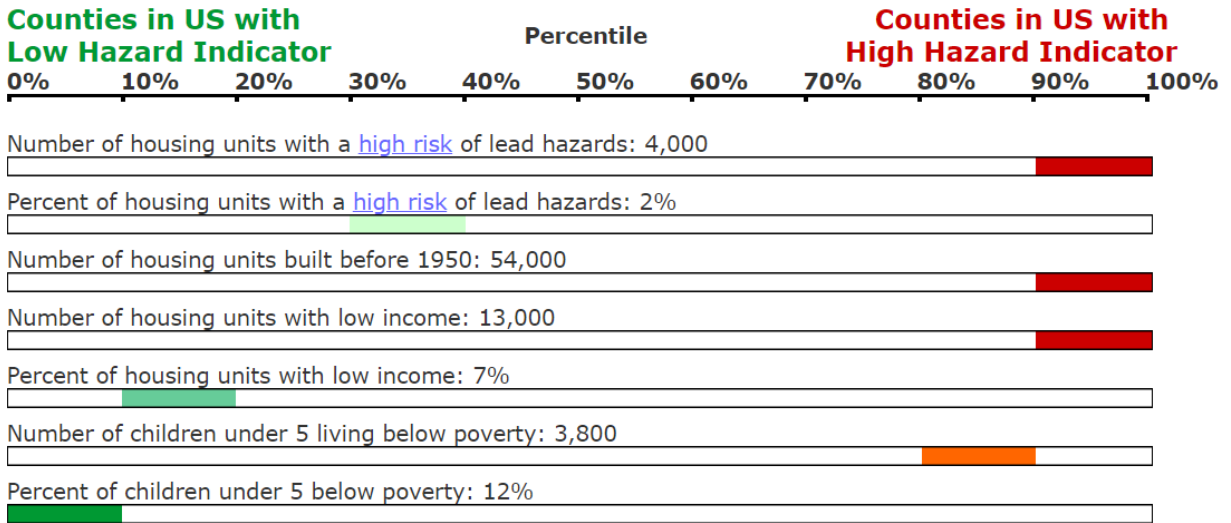 Counties in US with
Low Hazard Indicator
Percentile
Counties in US with
High Hazard Indicator
0% 10% 20% 30% 40% 50% 60% 70% 80% 90% 100%
Number of housing units with a high risk of lead hazards: 4,000
Percent of housing units with a high risk of lead hazards: 2%
Number of housing units built before 1950: 54,000
Number of housing units with low income: 13,000
Percent of housing units with low income: 7%
Number of children under 5 living below poverty: 3,800
Percent of children under 5 below poverty: 12%